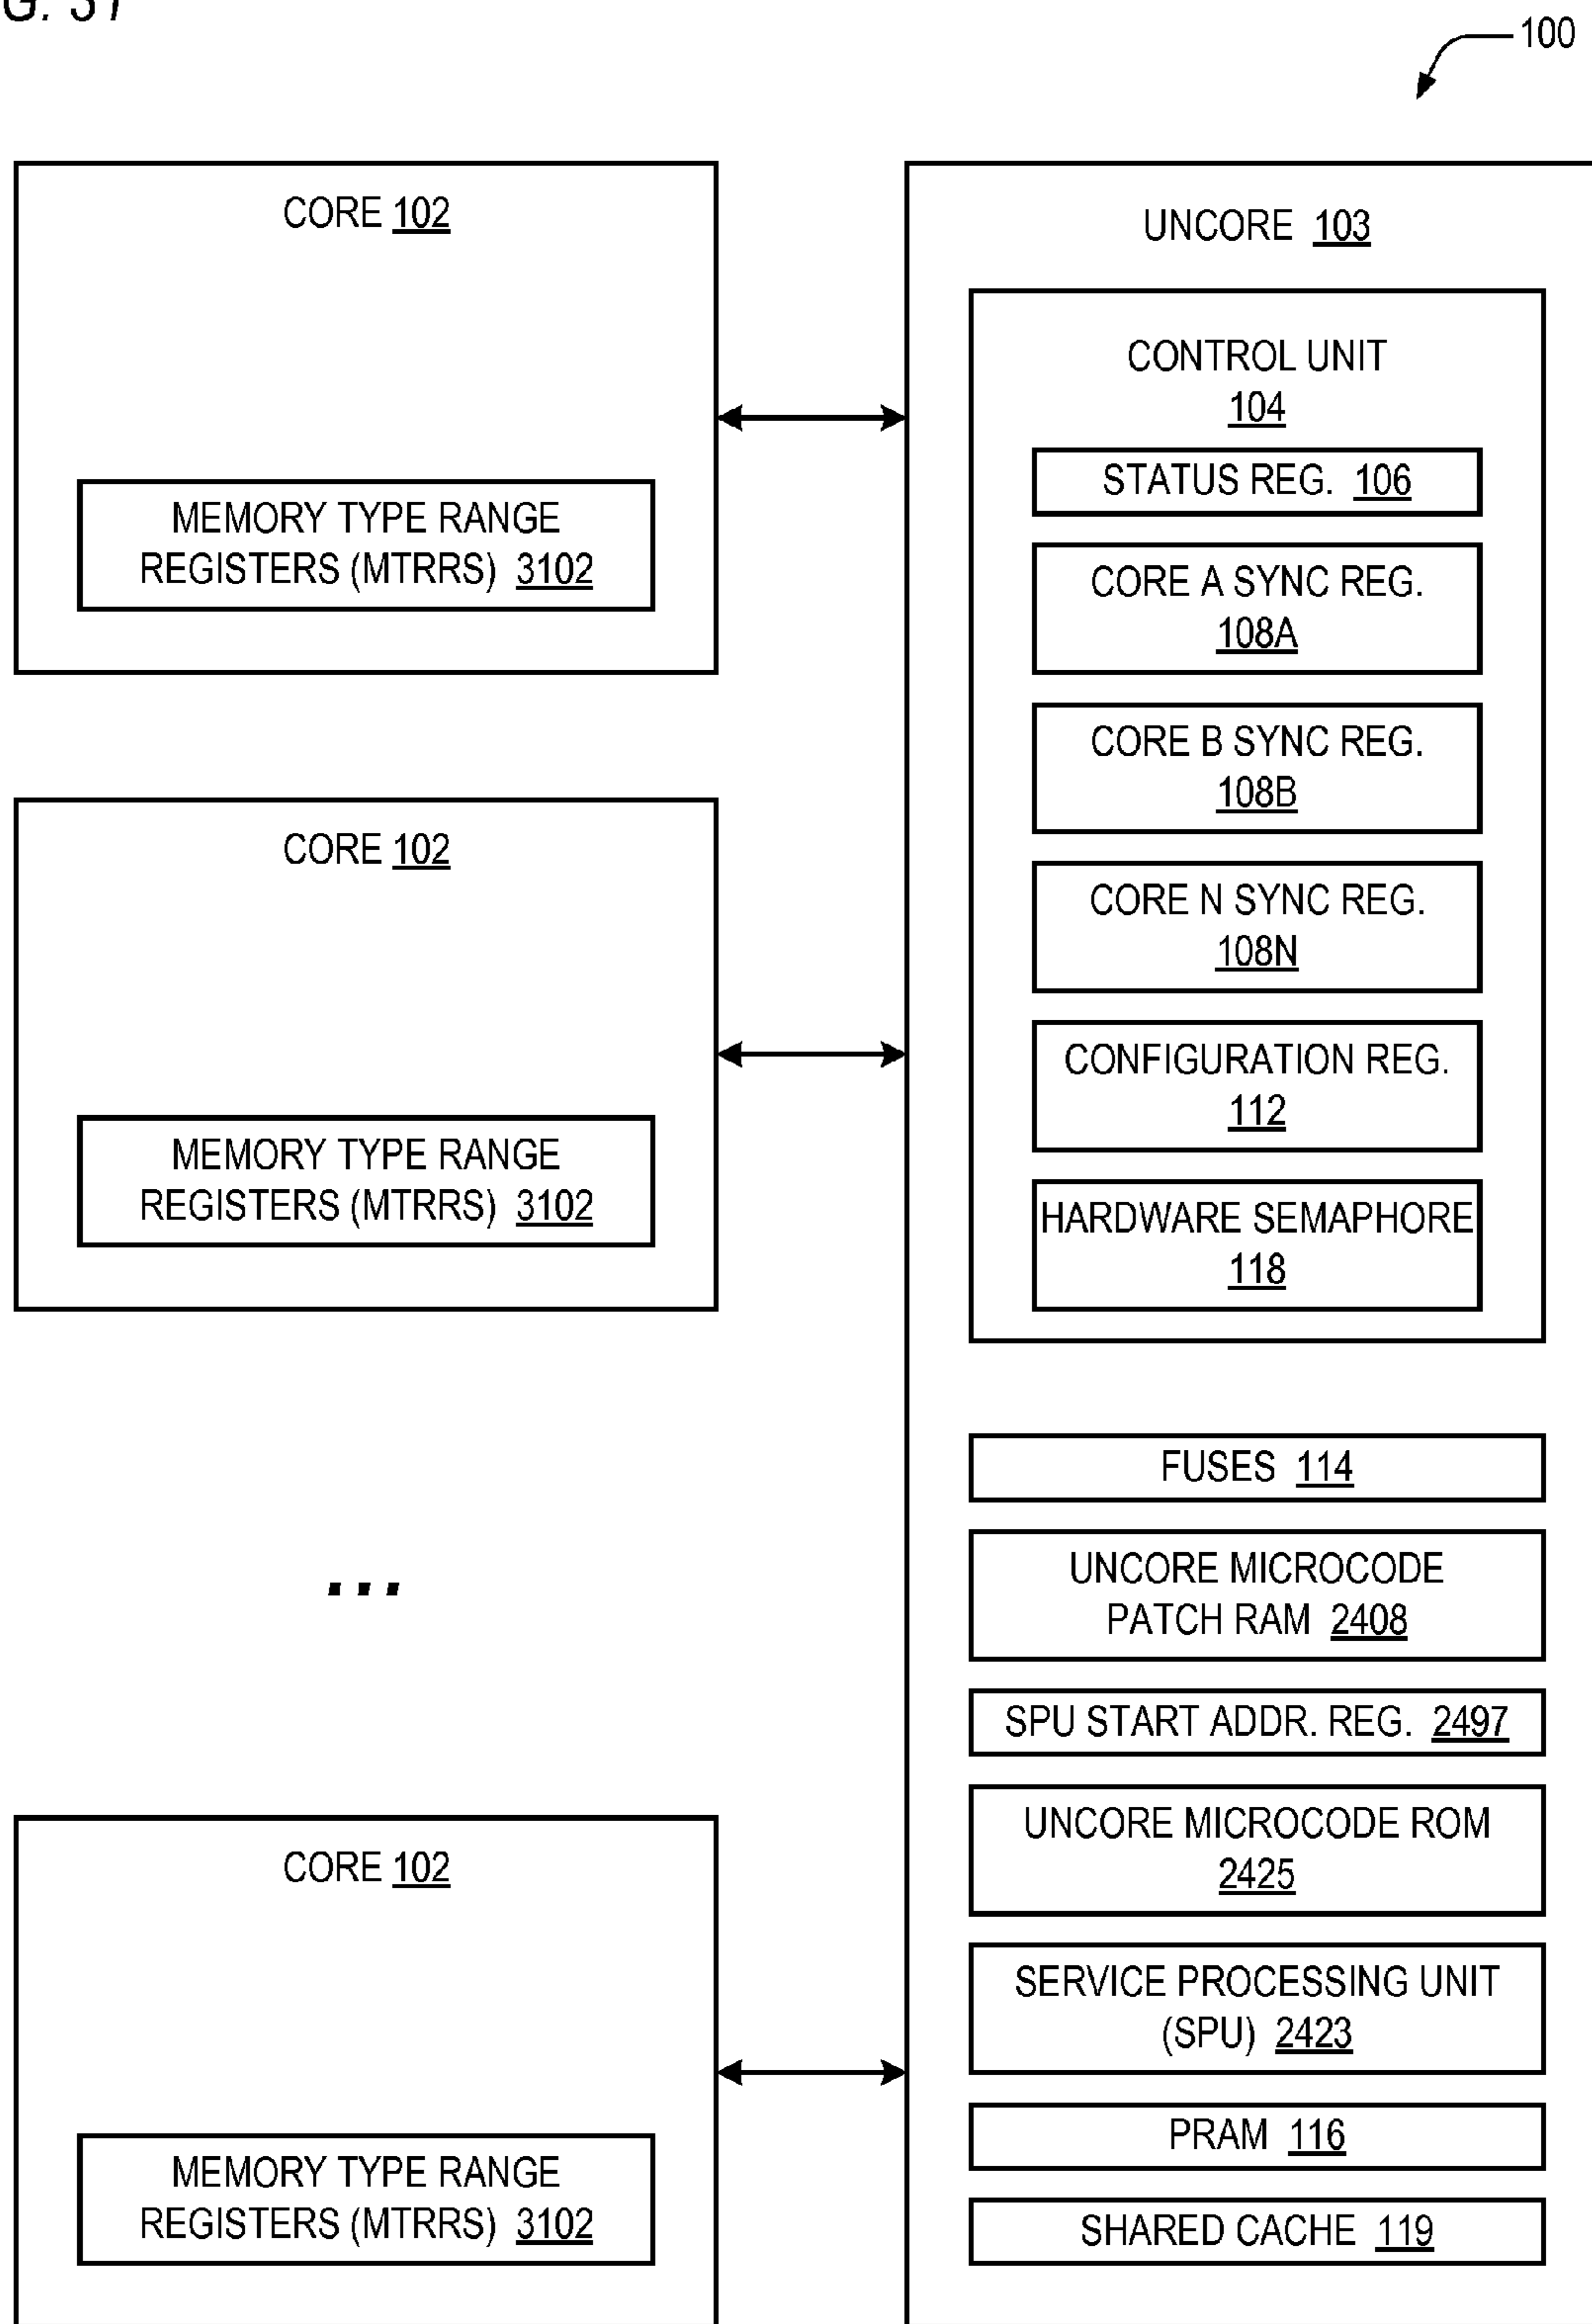 G. 31
100
CORE 102
MEMORY TYPE RANGE
REGISTERS (MTRRS) 3102
CORE 102
MEMORY TYPE RANGE
REGISTERS (MTRRS) 3102
...
CORE 102
MEMORY TYPE RANGE
REGISTERS (MTRRS) 3102
UNCORE 103
CONTROL UNIT
104
STATUS REG. 106
CORE A SYNC REG.
108A
CORE B SYNC REG.
108B
CORE N SYNC REG.
108N
CONFIGURATION REG.
112
HARDWARE SEMAPHORE
118
FUSES 114
UNCORE MICROCODE
PATCH RAM 2408
SPU START ADDR. REG. 2497
UNCORE MICROCODE ROM
2425
SERVICE PROCESSING UNIT
(SPU) 2423
PRAM 116
SHARED CACHE 119